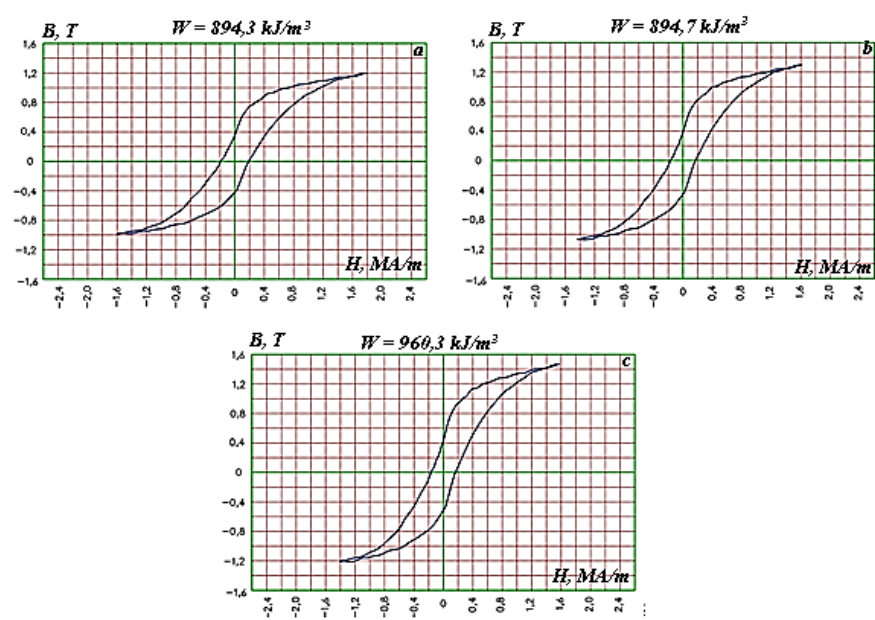 B, T W = 894,3 kJ/m³
a
1,6
1,2
0,8
0,4
0
−0,4
−0,8
−1,2
−1,6
H, MA/m
−2,4 −2,0 −1,6 −1,2 −0,8 −0,4 0 0,4 0,8 1,2 1,6 2,0 2,4
B, T W = 894,7 kJ/m³
b
1,6
1,2
0,8
0,4
0
−0,4
−0,8
−1,2
−1,6
H, MA/m
−2,4 −2,0 −1,6 −1,2 −0,8 −0,4 0 0,4 0,8 1,2 1,6 2,0 2,4
B, T W = 960,3 kJ/m³
c
1,6
1,2
0,8
0,4
0
−0,4
−0,8
−1,2
−1,6
H, MA/m
−2,4 −2,0 −1,6 −1,2 −0,8 −0,4 0 0,4 0,8 1,2 1,6 2,0 2,4